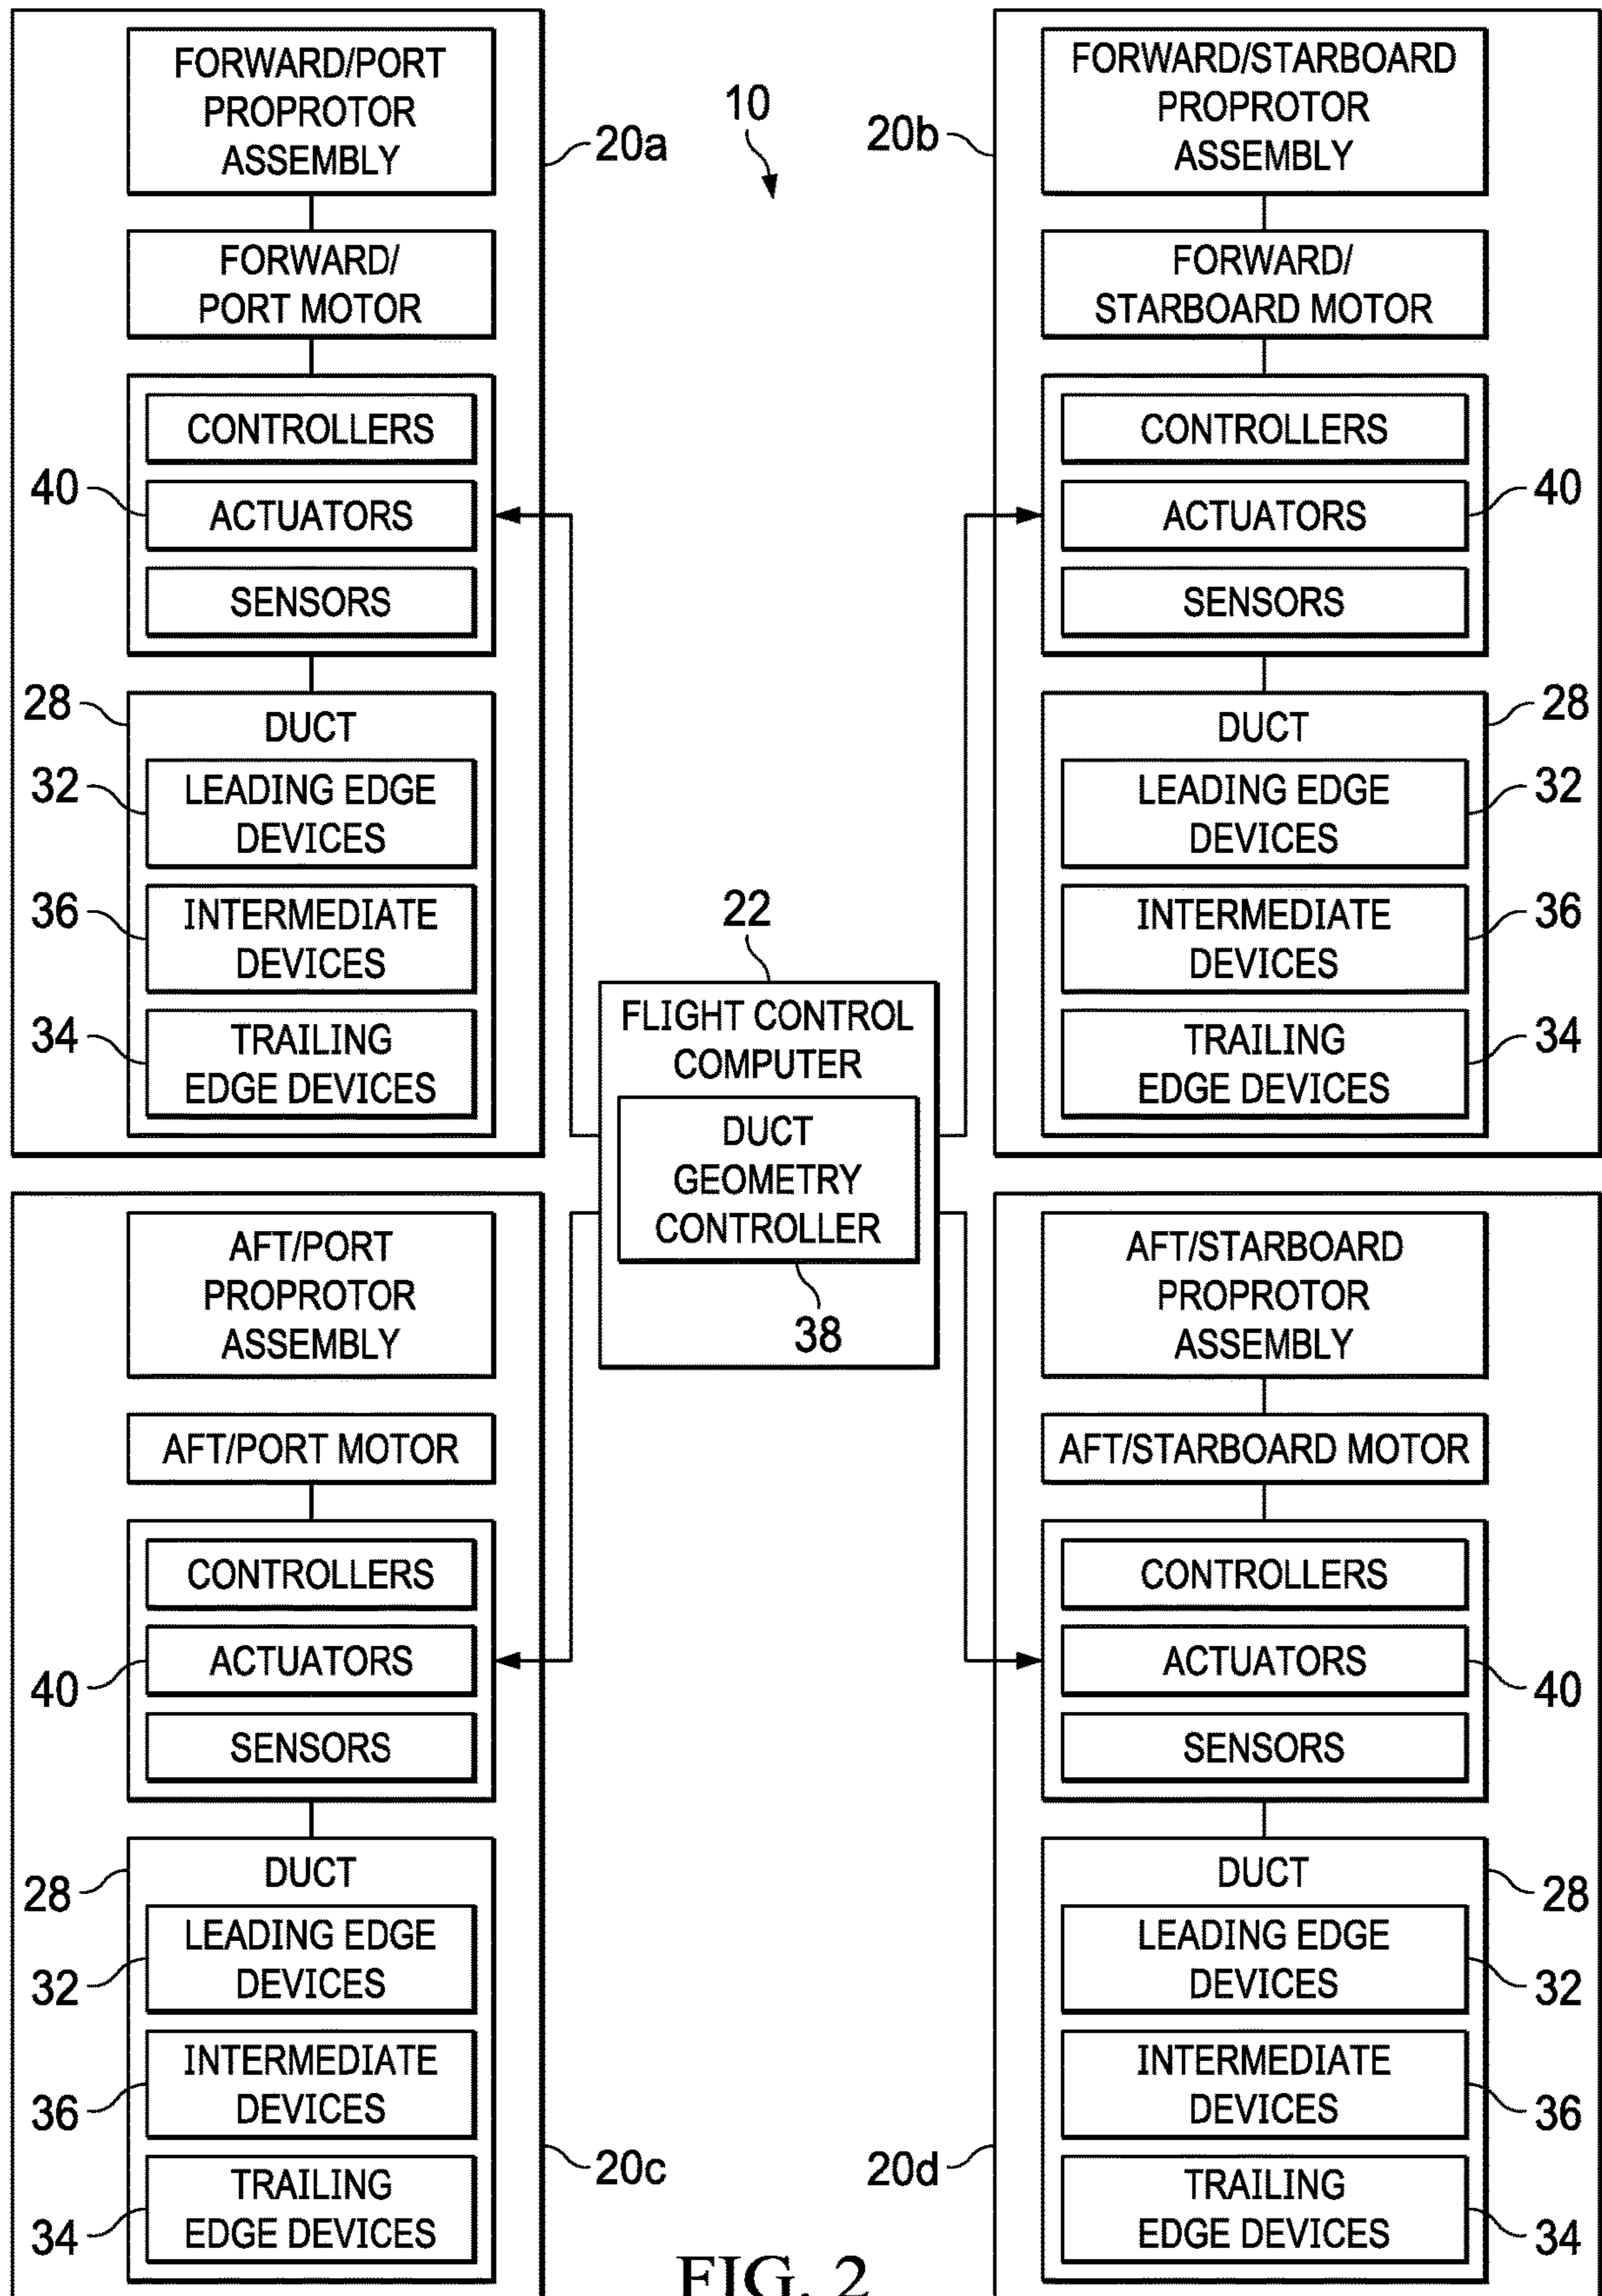 FORWARD/PORT
PROPROTOR
ASSEMBLY
20a
FORWARD/
PORT MOTOR
CONTROLLERS
40
ACTUATORS
SENSORS
28
DUCT
32
LEADING EDGE
DEVICES
36
INTERMEDIATE
DEVICES
34
TRAILING
EDGE DEVICES
10
20b
FORWARD/STARBOARD
PROPROTOR
ASSEMBLY
FORWARD/
STARBOARD MOTOR
CONTROLLERS
ACTUATORS
40
SENSORS
DUCT
28
LEADING EDGE
DEVICES
32
INTERMEDIATE
DEVICES
36
TRAILING
EDGE DEVICES
34
22
FLIGHT CONTROL
COMPUTER
DUCT
GEOMETRY
CONTROLLER
38
AFT/PORT
PROPROTOR
ASSEMBLY
AFT/PORT MOTOR
CONTROLLERS
ACTUATORS
40
SENSORS
DUCT
28
LEADING EDGE
DEVICES
32
INTERMEDIATE
DEVICES
36
20c
TRAILING
EDGE DEVICES
34
AFT/STARBOARD
PROPROTOR
ASSEMBLY
AFT/STARBOARD MOTOR
CONTROLLERS
ACTUATORS
40
SENSORS
DUCT
28
LEADING EDGE
DEVICES
32
INTERMEDIATE
DEVICES
36
20d
TRAILING
EDGE DEVICES
34
FIG. 2